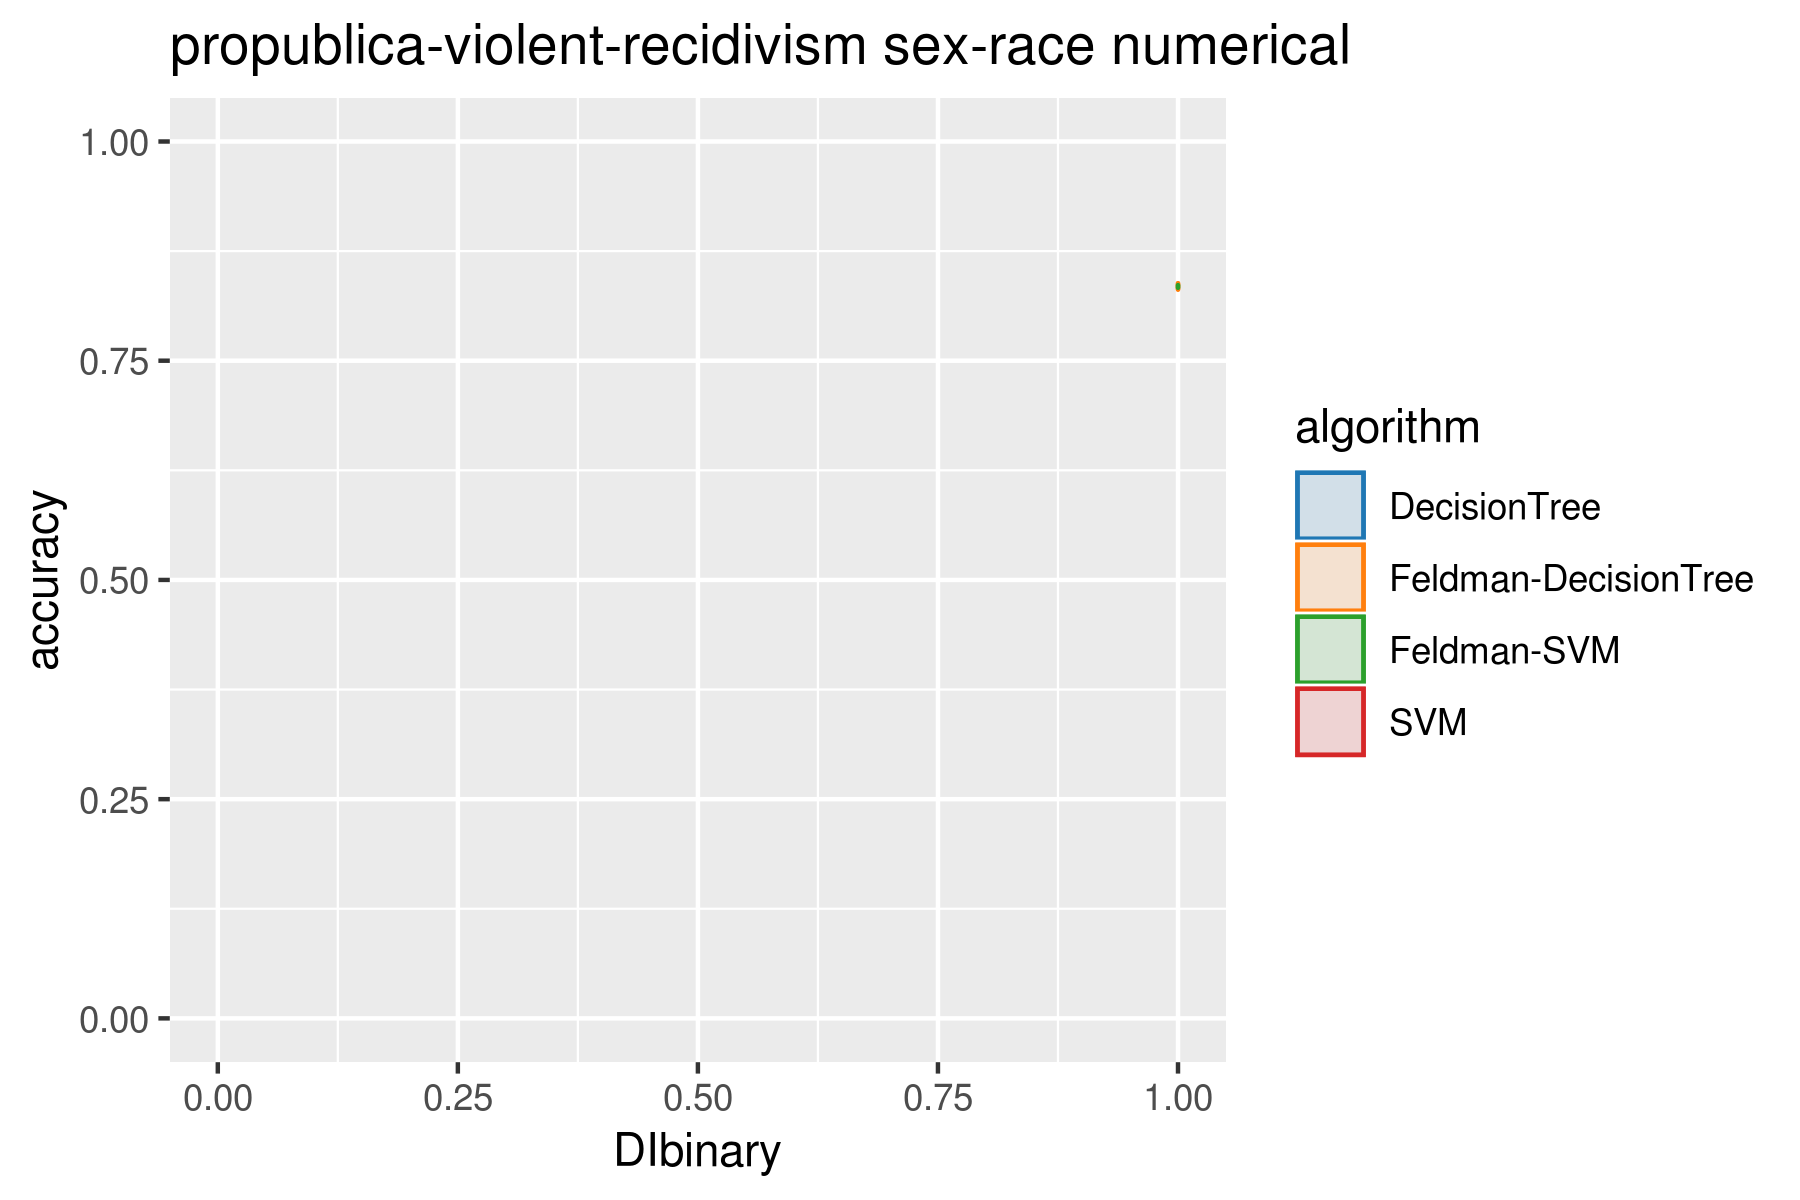 propublica-violent-recidivism sex-race numerical
1.00
0.75
0.50
0.25
0.00
accuracy
0.00 0.25 0.50 0.75 1.00
DIbinary
algorithm
DecisionTree
Feldman-DecisionTree
Feldman-SVM
SVM